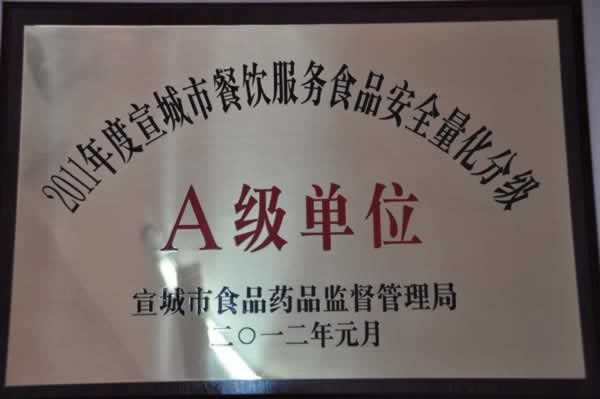 2011年度宣城市餐饮服务食品安全量化分级
A级单位
宣城市食品药品监督管理局
二〇一二年元月